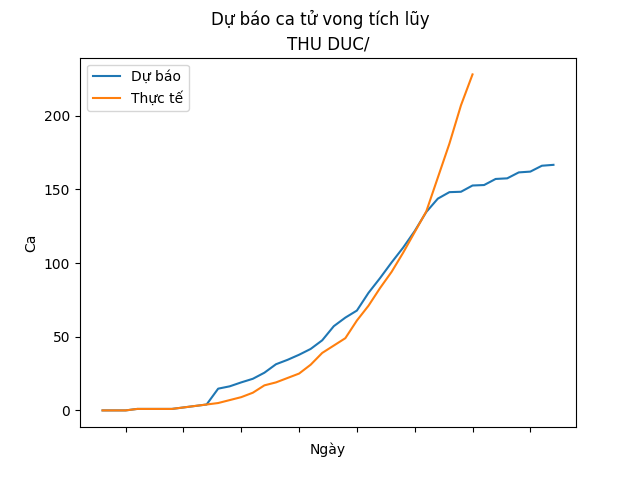 Dự báo ca tử vong tích lũy
THU DUC/
Dự báo
Thực tế
200
150
100
50
0
Ca
Ngày